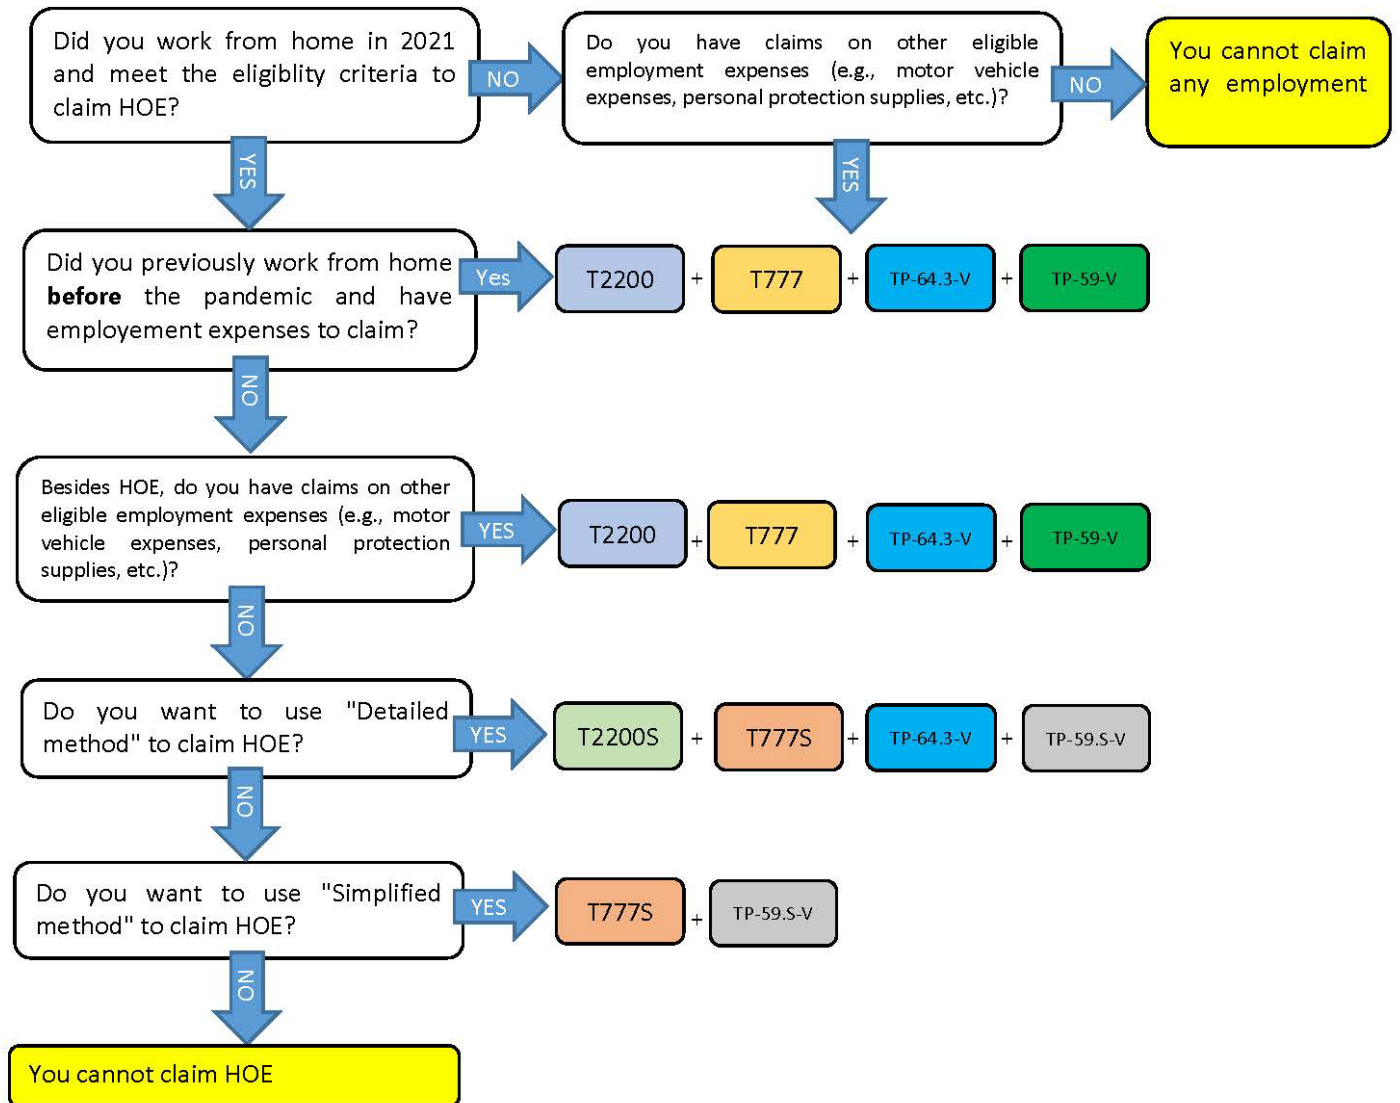 Did you work from home in 2021
and meet the eligiblity criteria to
claim HOE?
NO
Do you have claims on other eligible
employment expenses (e.g., motor vehicle
expenses, personal protection supplies, etc.)?
NO
You cannot claim
any employment
YES
YES
Did you previously work from home
before the pandemic and have
employement expenses to claim?
Yes
T2200 + T777 + TP-64.3-V + TP-59-V
NO
Besides HOE, do you have claims on other
eligible employment expenses (e.g., motor
vehicle expenses, personal protection
supplies, etc.)?
YES
T2200 + T777 + TP-64.3-V + TP-59-V
NO
Do you want to use "Detailed
method" to claim HOE?
YES
T2200S + T777S + TP-64.3-V + TP-59.S-V
NO
Do you want to use "Simplified
method" to claim HOE?
YES
T777S + TP-59.S-V
NO
You cannot claim HOE